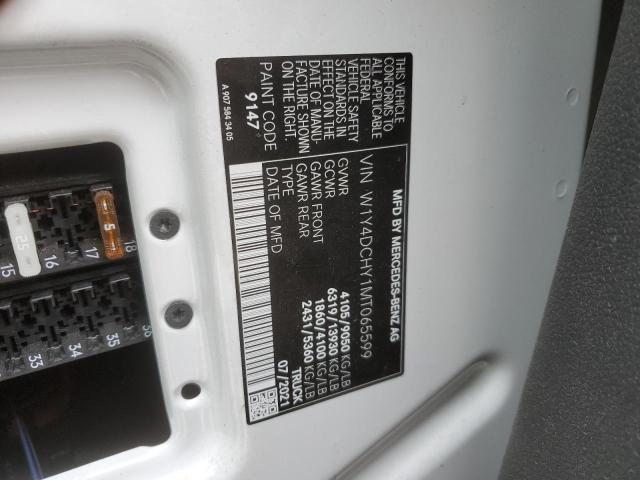 MFD BY MERCEDES-BENZ AG
VIN W1Y4DCHY1MT065599
GVWR 4105/9050 KG/LB
GCWR 6319/13930 KG/LB
GAWR FRONT 1860/4100 KG/LB
GAWR REAR 2431/5360 KG/LB
TYPE TRUCK
DATE OF MFD 07/2021
THIS VEHICLE
CONFORMS TO
ALL APPLICABLE
FEDERAL
VEHICLE SAFETY
STANDARDS IN
EFFECT ON THE
DATE OF MANU-
FACTURE SHOWN
ON THE RIGHT.
PAINT CODE
9147
A 907 584 34 05
25
5
15
16
17
18
33
34
35
36